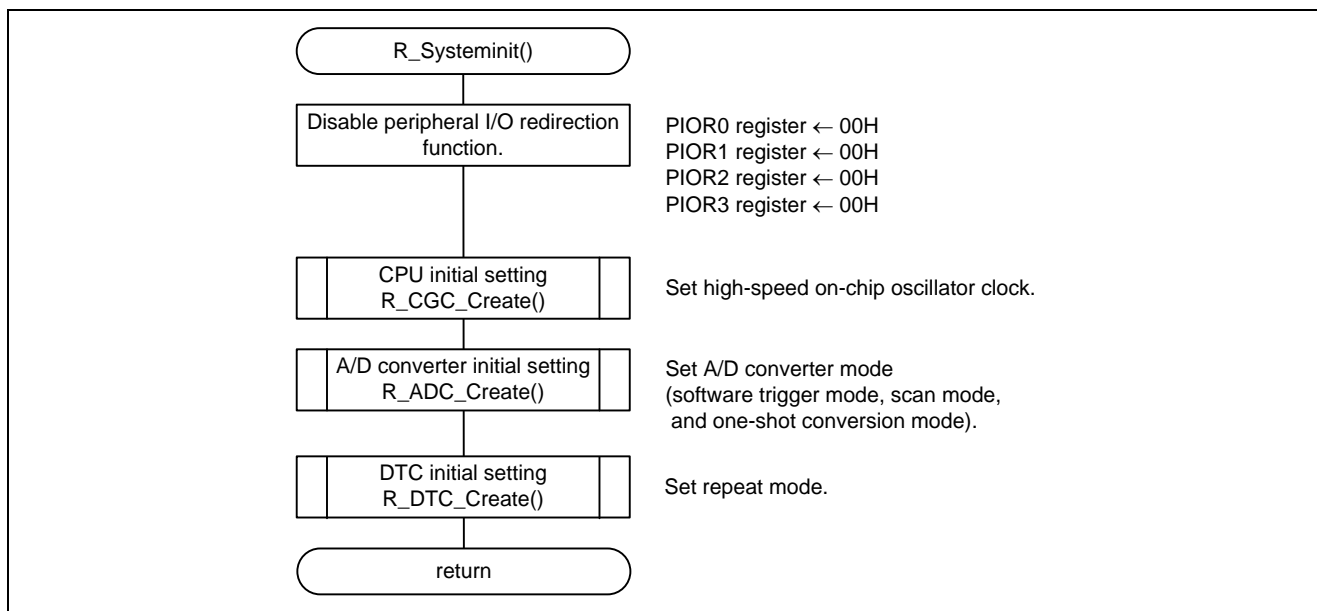 R_Systeminit()
Disable peripheral I/O redirection
function.
PIOR0 register ← 00H
PIOR1 register ← 00H
PIOR2 register ← 00H
PIOR3 register ← 00H
CPU initial setting
R_CGC_Create()
Set high-speed on-chip oscillator clock.
A/D converter initial setting
R_ADC_Create()
Set A/D converter mode
(software trigger mode, scan mode,
and one-shot conversion mode).
DTC initial setting
R_DTC_Create()
Set repeat mode.
return